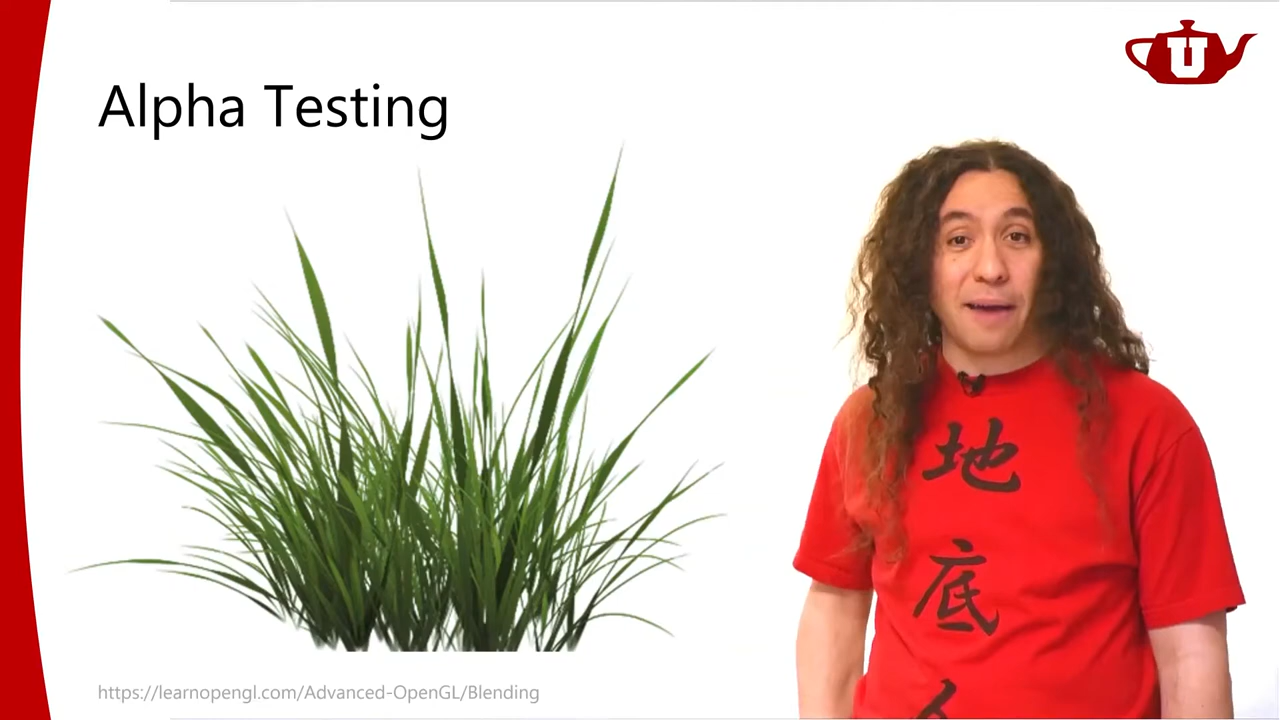 U
Alpha Testing
地
底
https://learnopengl.com/Advanced-OpenGL/Blending